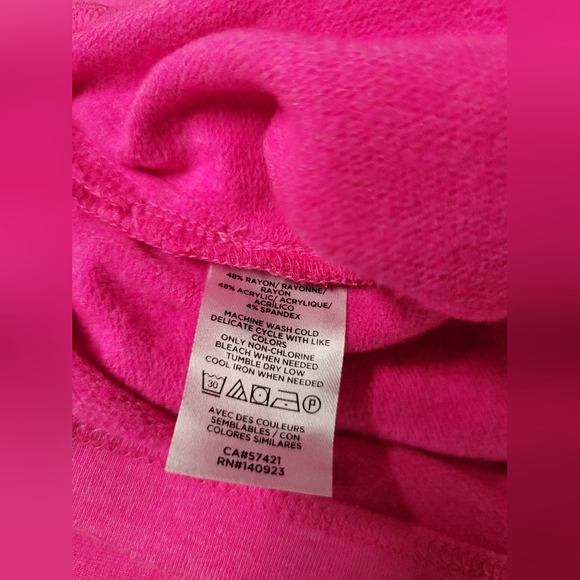 48% RAYON/ RAYONNE/
RAYON
48% ACRYLIC/ ACRYLIQUE/
ACRÍLICO
4% SPANDEX
MACHINE WASH COLD
DELICATE CYCLE WITH LIKE
COLORS
ONLY NON-CHLORINE
BLEACH WHEN NEEDED
TUMBLE DRY LOW
COOL IRON WHEN NEEDED
30 P
AVEC DES COULEURS
SEMBLABLES / CON
COLORES SIMILARES
CA#57421
RN#140923